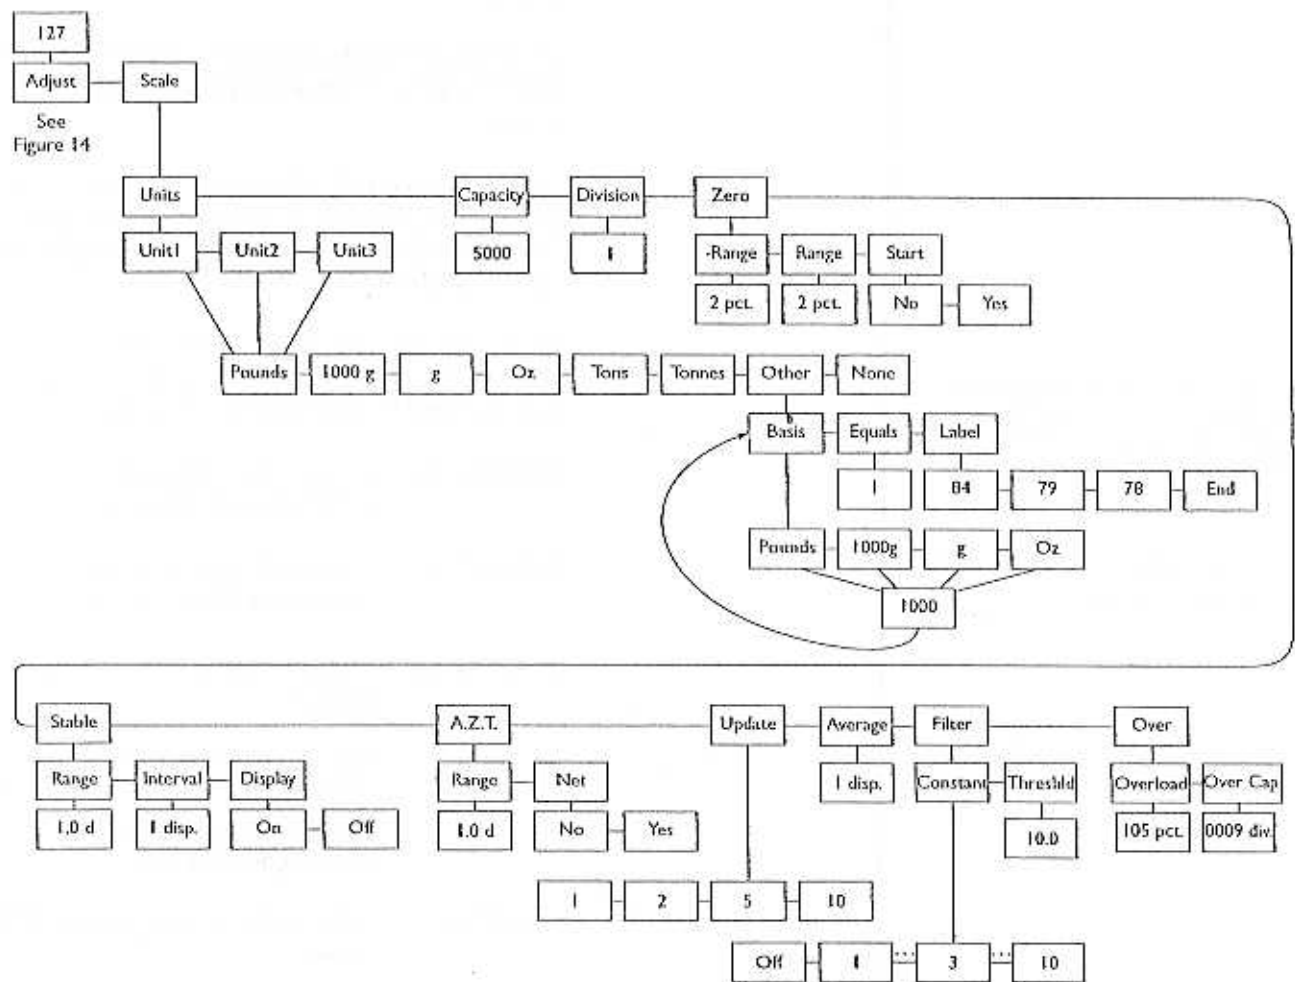 127
Adjust Scale
See
Figure 14
Units Capacity Division Zero
Unit1 Unit2 Unit3 5000 1 -Range Range Start
2 pct. 2 pct. No Yes
Pounds 1000 g g Oz Tons Tonnes Other None
Basis Equals Label
1 84 79 78 End
Pounds 1000g g Oz
1000
Stable A.Z.T. Update Average Filter Over
Range Interval Display Range Net 1 disp. Constant Threshld Overload Over Cap
1.0 d 1 disp. On Off 1.0 d No Yes 10.0 105 pct. 0009 div.
1 2 5 10
Off 1 ... 3 ... 10